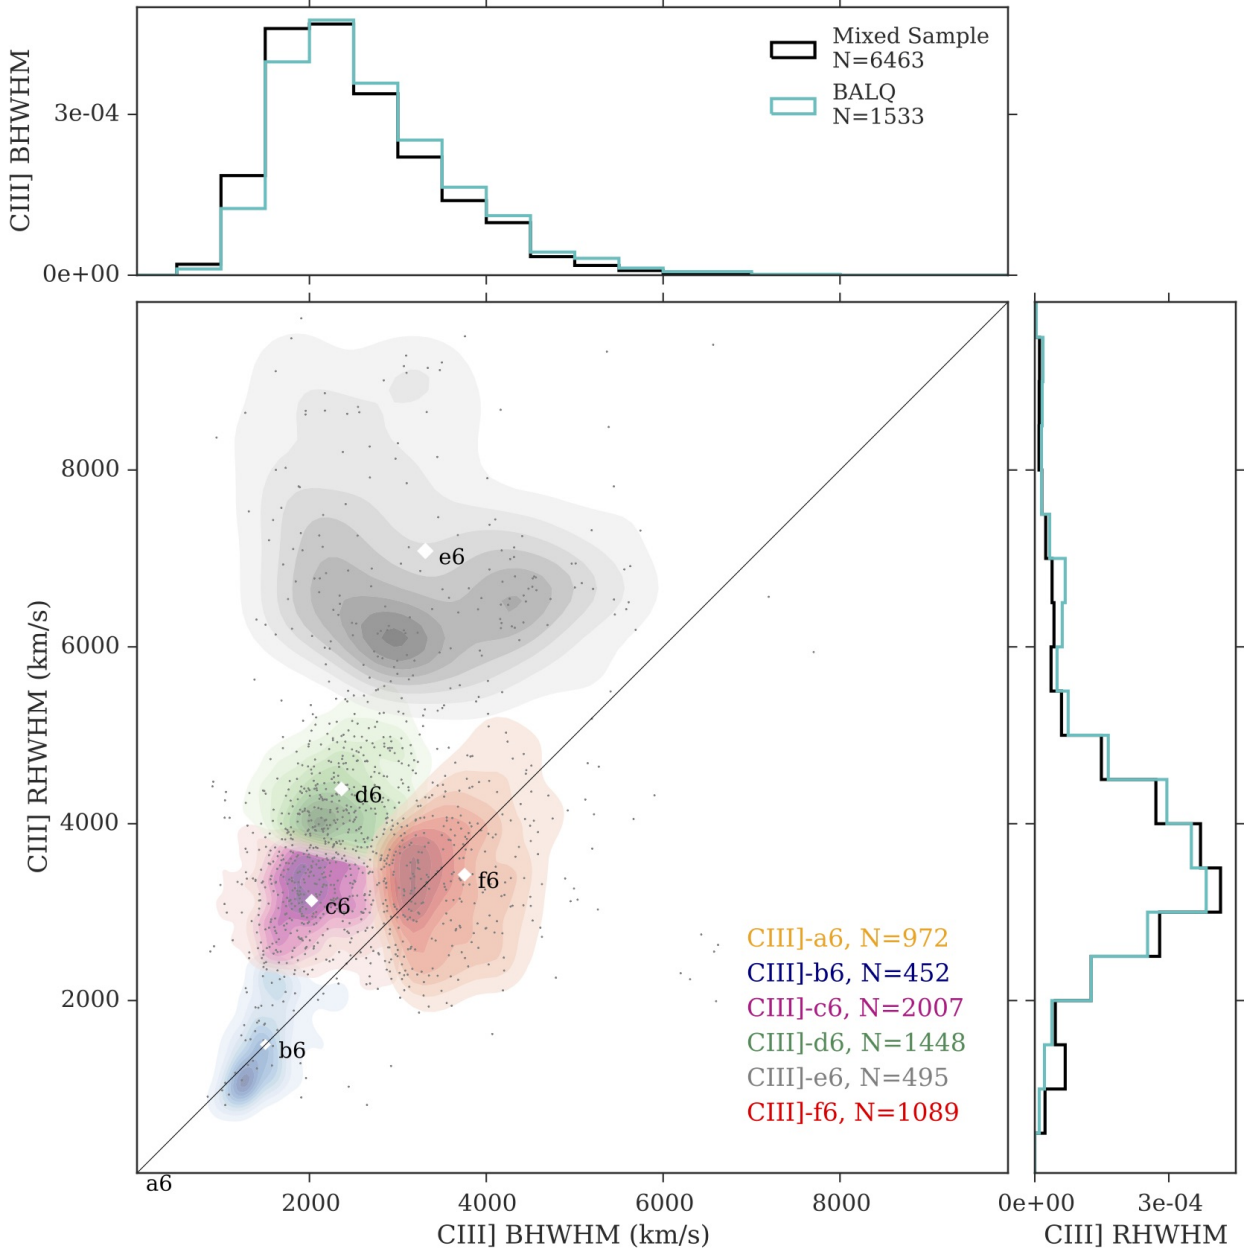 CIII] BHWHM
3e-04
0e+00
Mixed Sample
N=6463
BALQ
N=1533
CIII] RHWHM (km/s)
8000
6000
4000
2000
e6
d6
c6
f6
b6
a6
CIII]-a6, N=972
CIII]-b6, N=452
CIII]-c6, N=2007
CIII]-d6, N=1448
CIII]-e6, N=495
CIII]-f6, N=1089
2000 4000 6000 8000
CIII] BHWHM (km/s)
0e+00 3e-04
CIII] RHWHM